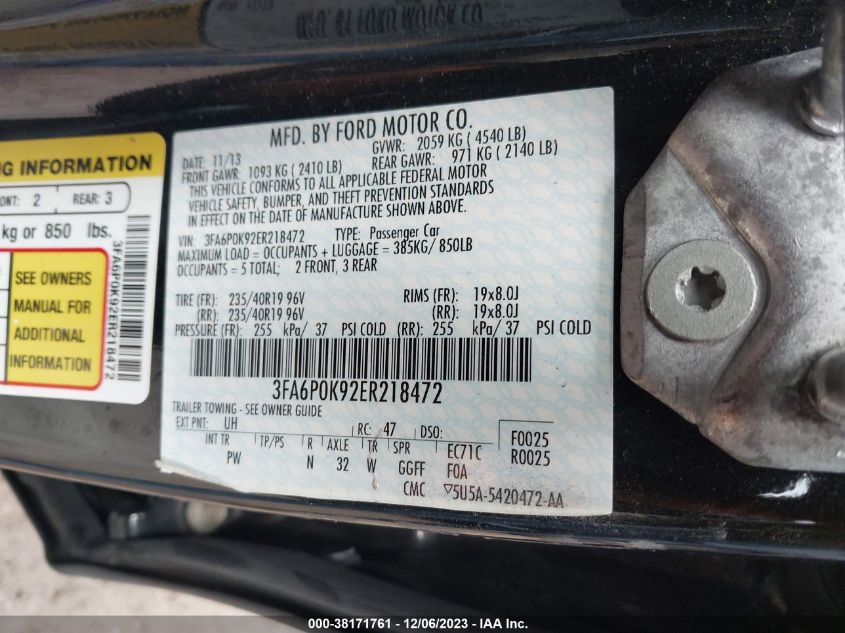 MFD. BY FORD MOTOR CO.
DATE: 11/13
GVWR: 2059 KG ( 4540 LB)
FRONT GAWR: 1093 KG ( 2410 LB)
REAR GAWR: 971 KG ( 2140 LB)
THIS VEHICLE CONFORMS TO ALL APPLICABLE FEDERAL MOTOR
VEHICLE SAFETY, BUMPER, AND THEFT PREVENTION STANDARDS
IN EFFECT ON THE DATE OF MANUFACTURE SHOWN ABOVE.
VIN: 3FA6P0K92ER218472 TYPE: Passenger Car
MAXIMUM LOAD = OCCUPANTS + LUGGAGE = 385KG/ 850LB
OCCUPANTS = 5 TOTAL; 2 FRONT, 3 REAR
TIRE (FR): 235/40R19 96V RIMS (FR): 19x8.0J
(RR): 235/40R19 96V (RR): 19x8.0J
PRESSURE (FR): 255 kPa/ 37 PSI COLD (RR): 255 kPa/ 37 PSI COLD
3FA6P0K92ER218472
TRAILER TOWING - SEE OWNER GUIDE
EXT PNT: UH RC: 47 DSO: F0025
INT TR TP/PS R AXLE TR SPR EC71C R0025
PW N 32 W GGFF F0A
CMC ▽5U5A-5420472-AA
NG INFORMATION
ONT: 2 REAR: 3
kg or 850 lbs.
SEE OWNERS
MANUAL FOR
ADDITIONAL
INFORMATION
3FA6P0K92ER218472
000-38171761 - 12/06/2023 - IAA Inc.